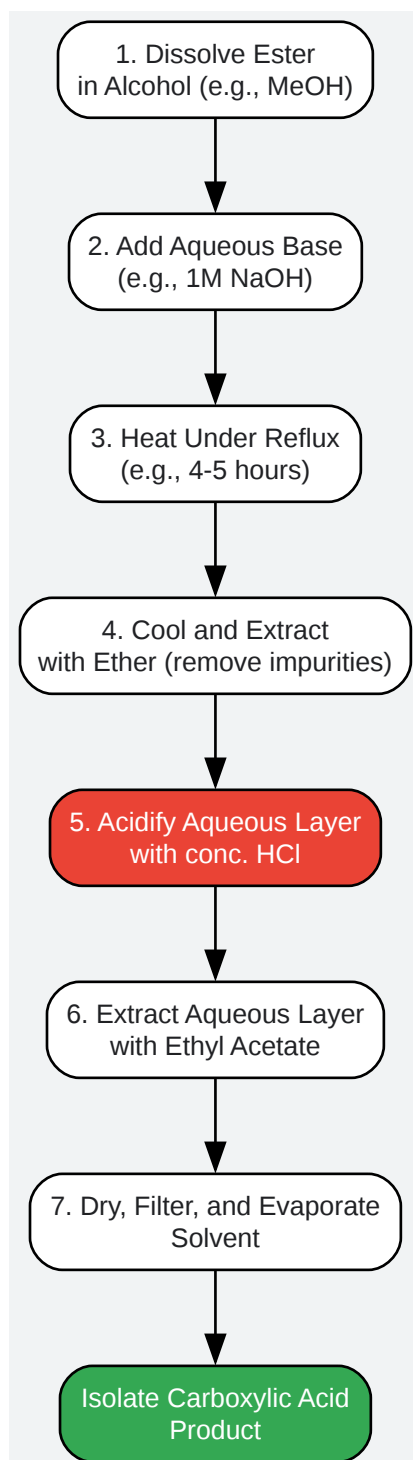 1. Dissolve Ester
in Alcohol (e.g., MeOH)
2. Add Aqueous Base
(e.g., 1M NaOH)
3. Heat Under Reflux
(e.g., 4-5 hours)
4. Cool and Extract
with Ether (remove impurities)
5. Acidify Aqueous Layer
with conc. HCl
6. Extract Aqueous Layer
with Ethyl Acetate
7. Dry, Filter, and Evaporate
Solvent
Isolate Carboxylic Acid
Product